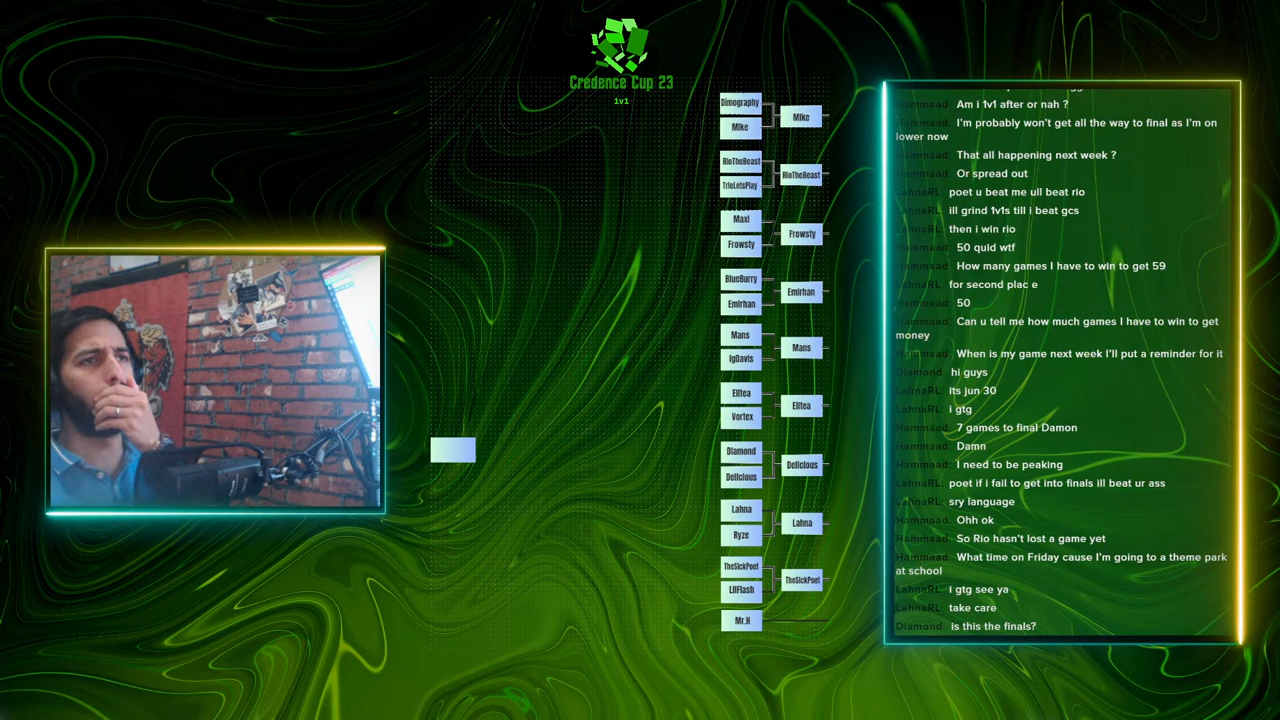 Credence Cup 23
1v1
Dimography
Mike
Mike
RioTheBeast
TrioLetsPlay
RioTheBeast
Maxi
Frowsty
Frowsty
BlueBurry
Emirhan
Emirhan
Mans
IgDavis
Mans
Elitea
Vortex
Elitea
Diamond
Delicious
Delicious
Lahna
Ryze
Lahna
TheSickPoet
LilFlash
TheSickPoet
Mr.H
Hammaad Am i 1v1 after or nah ?
Hammaad I'm probably won't get all the way to final as I'm on
lower now
Hammaad That all happening next week ?
Hammaad Or spread out
LahnaRL poet u beat me ull beat rio
LahnaRL ill grind 1v1s till i beat gcs
LahnaRL then i win rio
Hammaad 50 quid wtf
Hammaad How many games I have to win to get 59
LahnaRL for second plac e
Hammaad 50
Hammaad Can u tell me how much games I have to win to get
money
Hammaad When is my game next week I'll put a reminder for it
Diamond hi guys
LahnaRL its jun 30
LahnaRL i gtg
Hammaad 7 games to final Damon
Hammaad Damn
Hammaad I need to be peaking
LahnaRL poet if i fail to get into finals ill beat ur ass
LahnaRL sry language
Hammaad Ohh ok
Hammaad So Rio hasn't lost a game yet
Hammaad What time on Friday cause I'm going to a theme park
at school
LahnaRL I gtg see ya
LahnaRL take care
Diamond is this the finals?